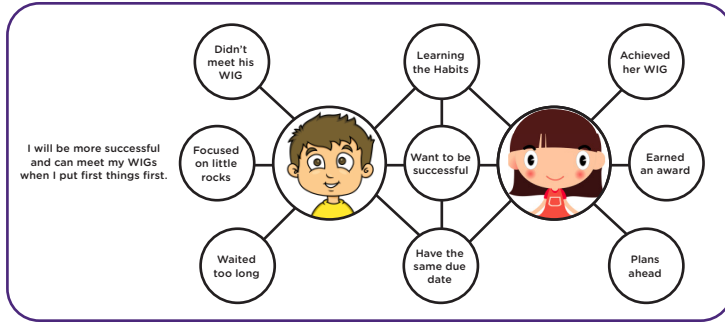 I will be more successful
and can meet my WIGs
when I put first things first.
Didn't
meet his
WIG
Focused
on little
rocks
Waited
too long
Learning
the Habits
Want to be
successful
Have the
same due
date
Achieved
her WIG
Earned
an award
Plans
ahead